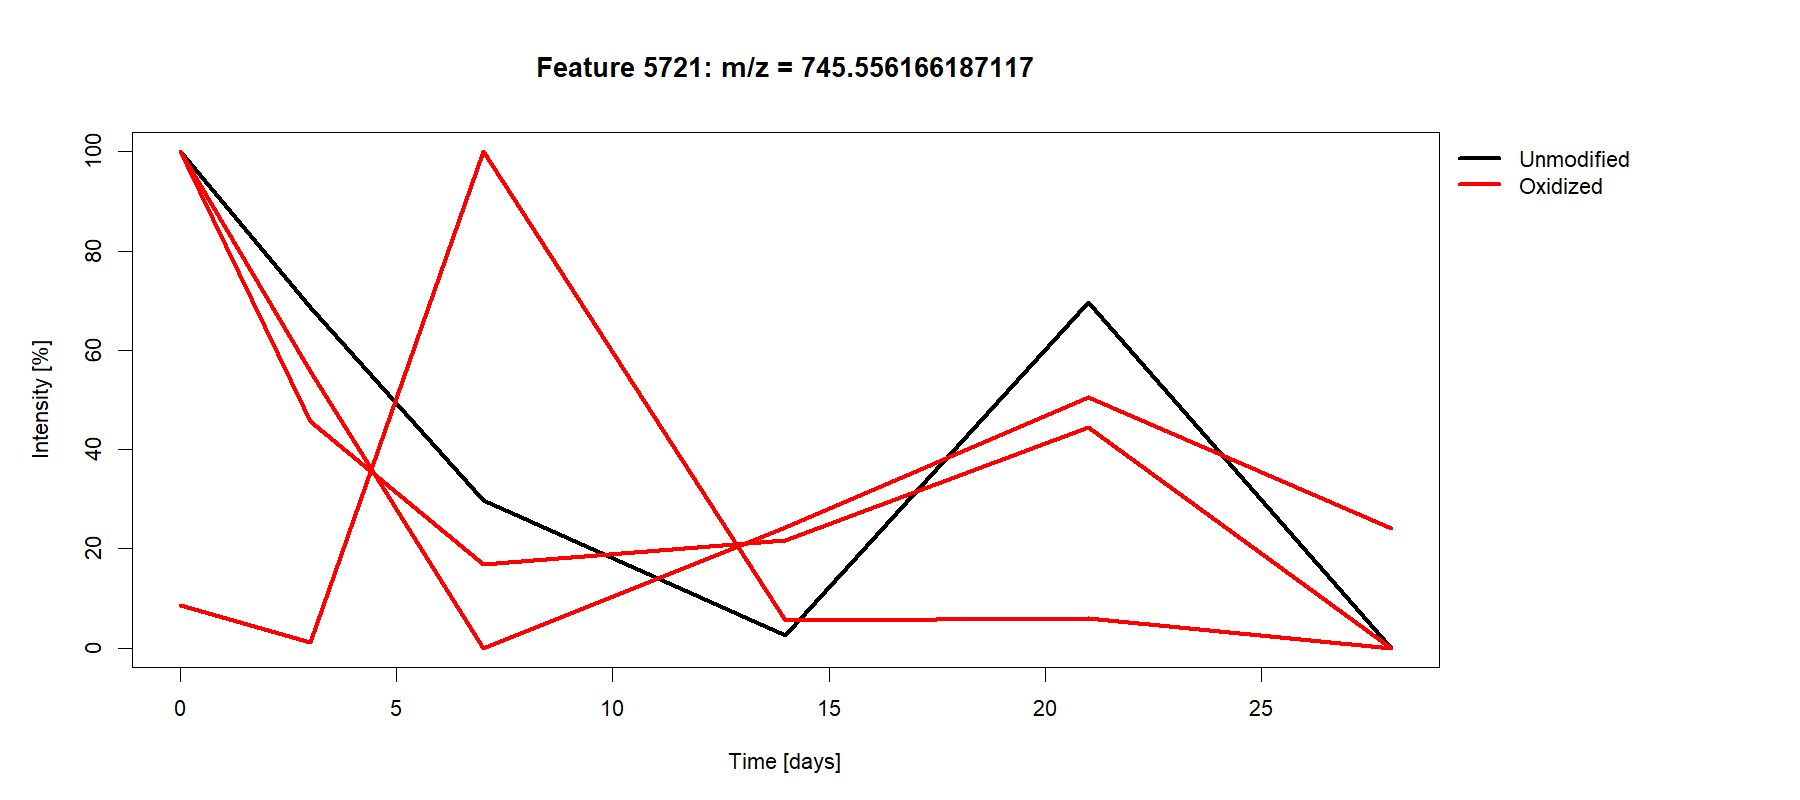 Feature 5721: m/z = 745.556166187117
Unmodified
Oxidized
Intensity [%]
100
80
60
40
20
0
0 5 10 15 20 25
Time [days]